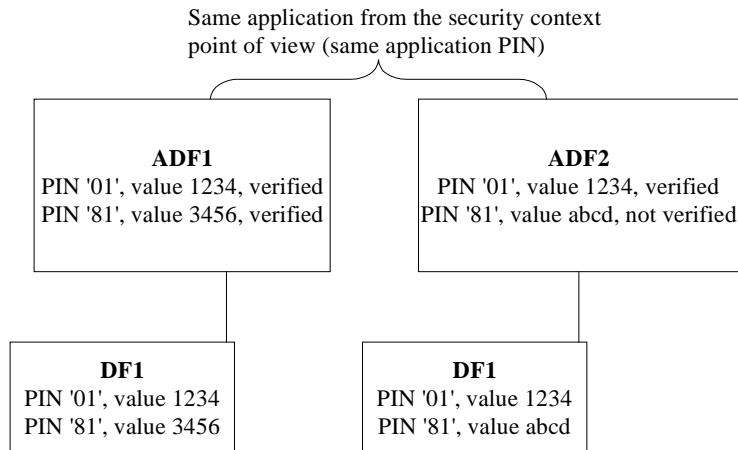 Same application from the security context
point of view (same application PIN)
ADF1
PIN '01', value 1234, verified
PIN '81', value 3456, verified
ADF2
PIN '01', value 1234, verified
PIN '81', value abcd, not verified
DF1
PIN '01', value 1234
PIN '81', value 3456
DF1
PIN '01', value 1234
PIN '81', value abcd